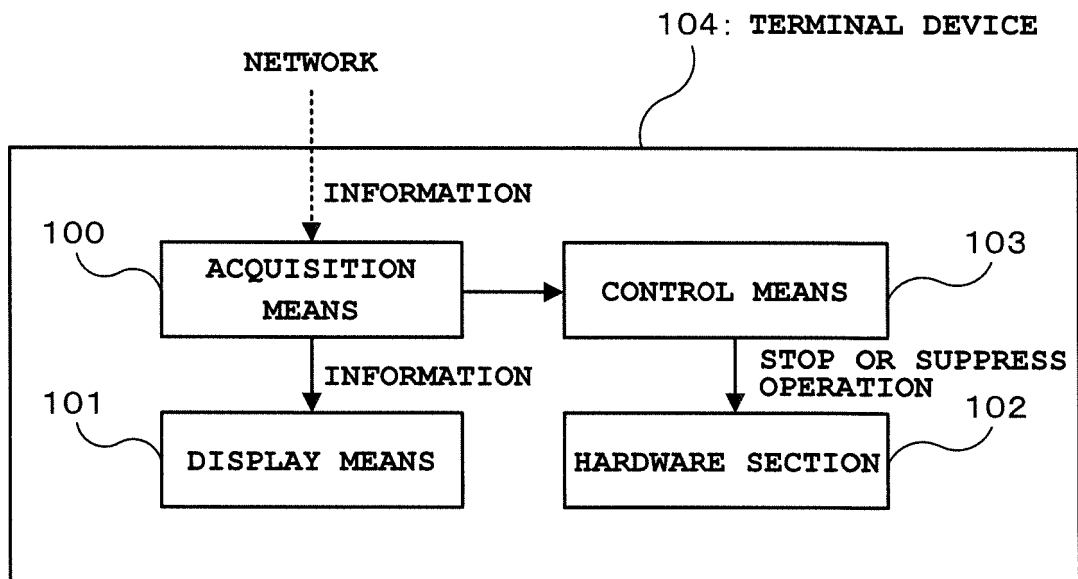 104: TERMINAL DEVICE
NETWORK
INFORMATION
100
ACQUISITION
MEANS
103
CONTROL MEANS
INFORMATION
STOP OR SUPPRESS
OPERATION
101
DISPLAY MEANS
102
HARDWARE SECTION